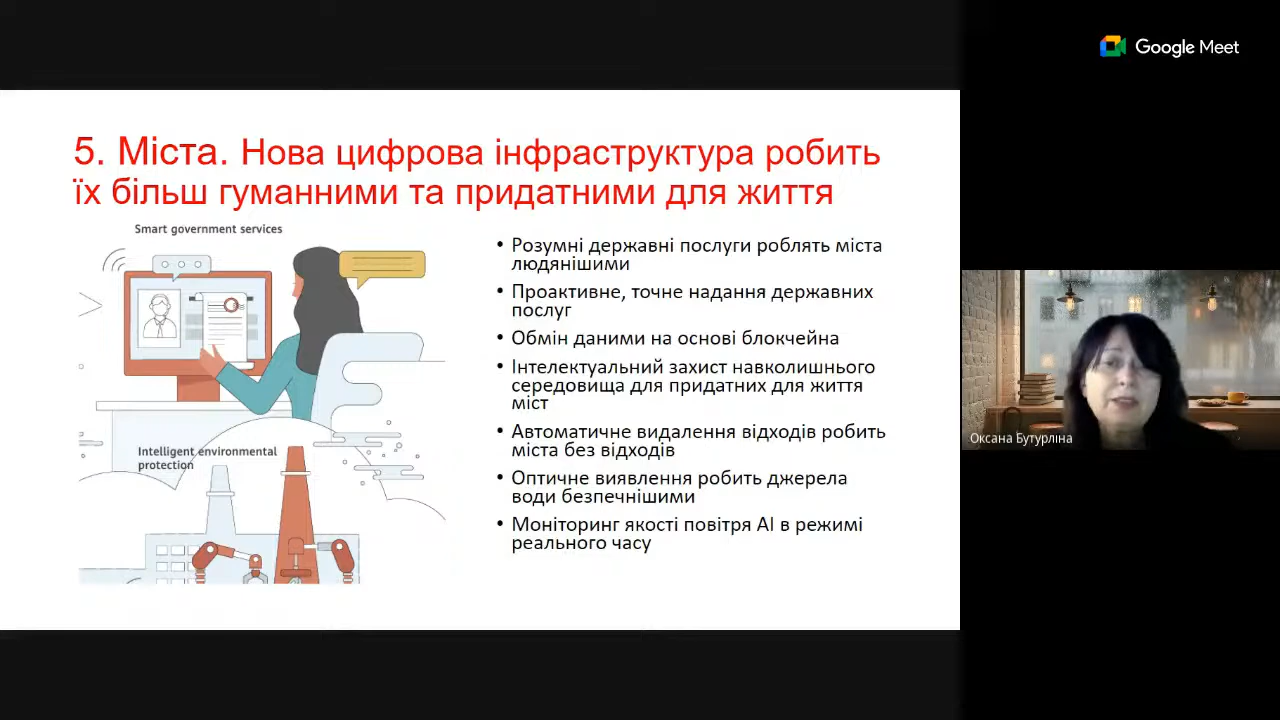 Google Meet
5. Міста. Нова цифрова інфраструктура робить
їх більш гуманними та придатними для життя
Smart government services
Intelligent environmental
protection
• Розумні державні послуги роблять міста
людянішими
• Проактивне, точне надання державних
послуг
• Обмін даними на основі блокчейна
• Інтелектуальний захист навколишнього
середовища для придатних для життя
міст
• Автоматичне видалення відходів робить
міста без відходів
• Оптичне виявлення робить джерела
води безпечнішими
• Моніторинг якості повітря AI в режимі
реального часу
Оксана Бутурліна